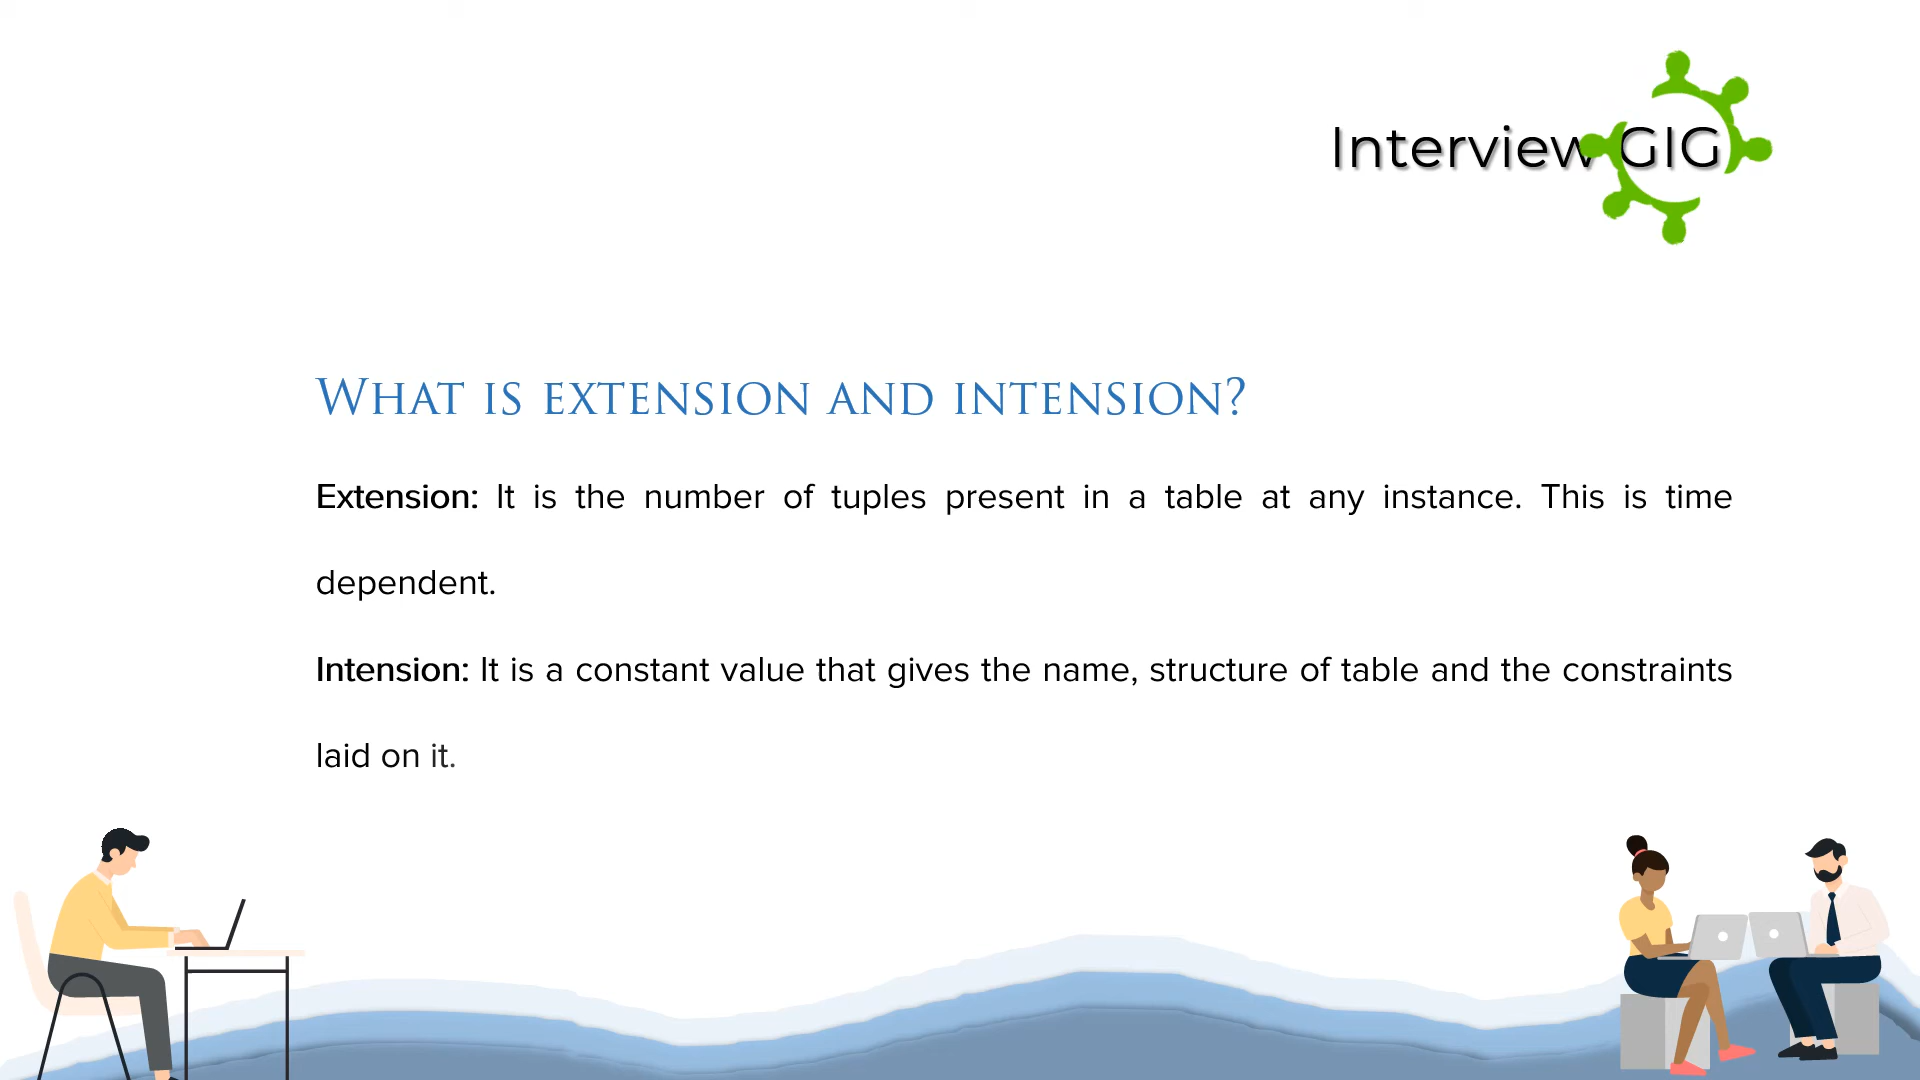 Interview GIG
What is extension and intension?
Extension: It is the number of tuples present in a table at any instance. This is time
dependent.
Intension: It is a constant value that gives the name, structure of table and the constraints
laid on it.